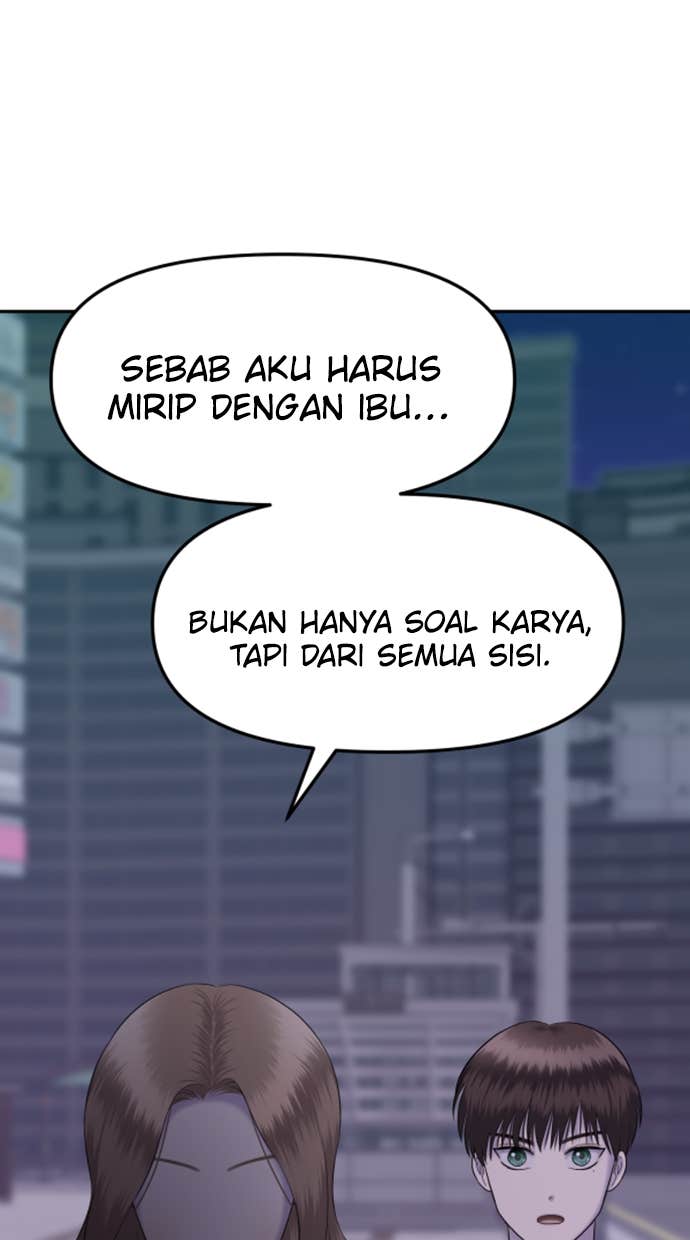 SEBAB AKU HARUS
MIRIP DENGAN IBU...
BUKAN HANYA SOAL KARYA,
TAPI DARI SEMUA SISI.